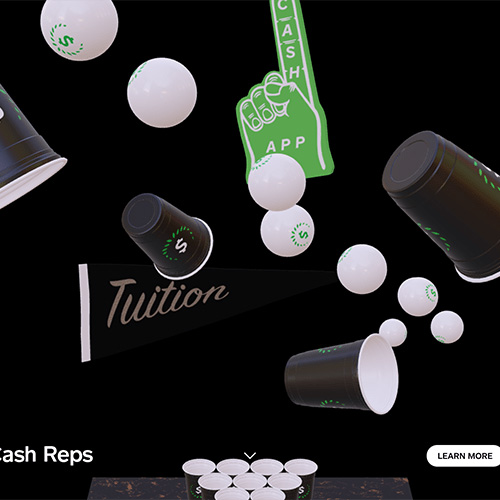 CASH
APP
$
$
Tuition
Cash Reps
LEARN MORE